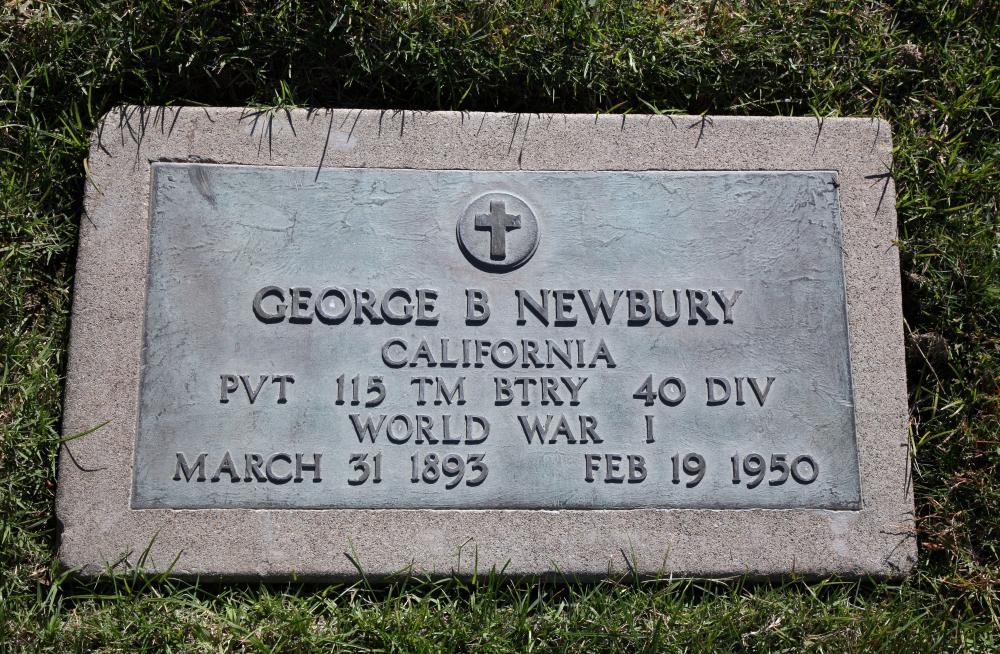 GEORGE B NEWBURY
CALIFORNIA
PVT 115 TM BTRY 40 DIV
WORLD WAR I
MARCH 31 1893 FEB 19 1950